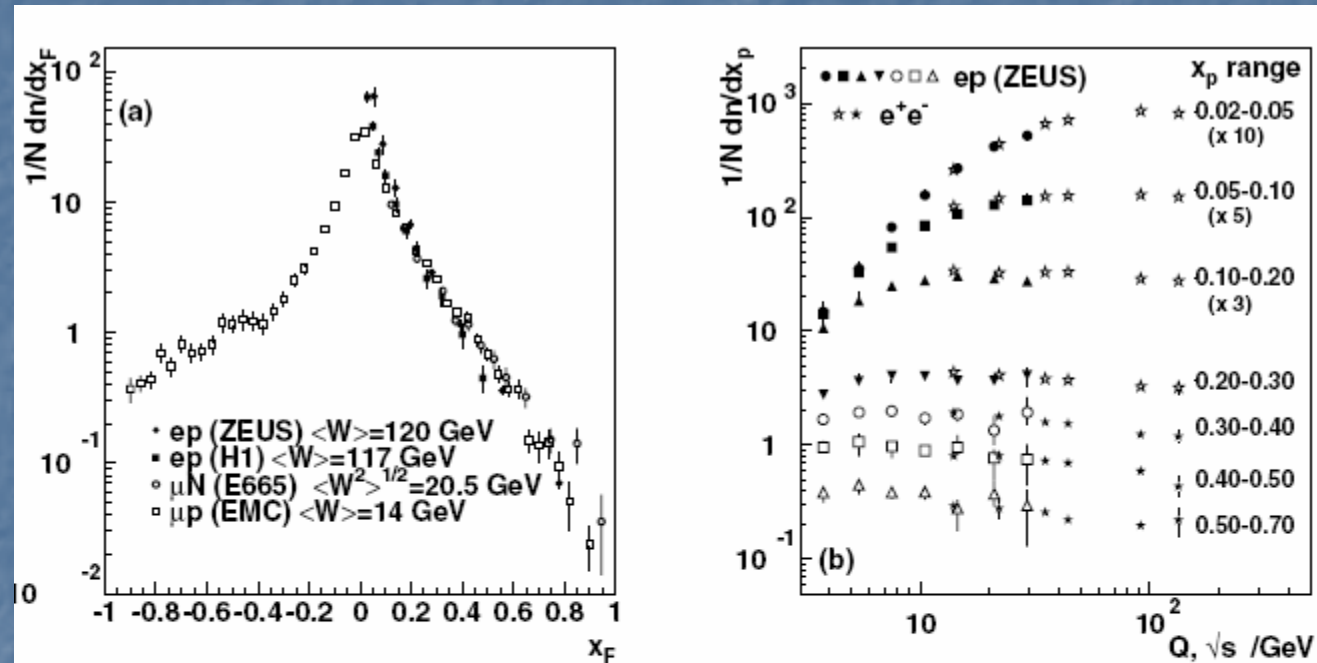 (a)
1/N dn/dx_F
10^2
10
1
10^-1
10^-2
ep (ZEUS) <W>=120 GeV
ep (H1) <W>=117 GeV
μN (E665) <W^2>^1/2=20.5 GeV
μp (EMC) <W>=14 GeV
-1 -0.8 -0.6 -0.4 -0.2 0 0.2 0.4 0.6 0.8 1
x_F
1/N dn/dx_p
10^3
10^2
10
1
10^-1
ep (ZEUS)
e^+e^-
x_p range
0.02-0.05
(x 10)
0.05-0.10
(x 5)
0.10-0.20
(x 3)
0.20-0.30
0.30-0.40
0.40-0.50
0.50-0.70
(b)
10 10^2
Q, √s /GeV